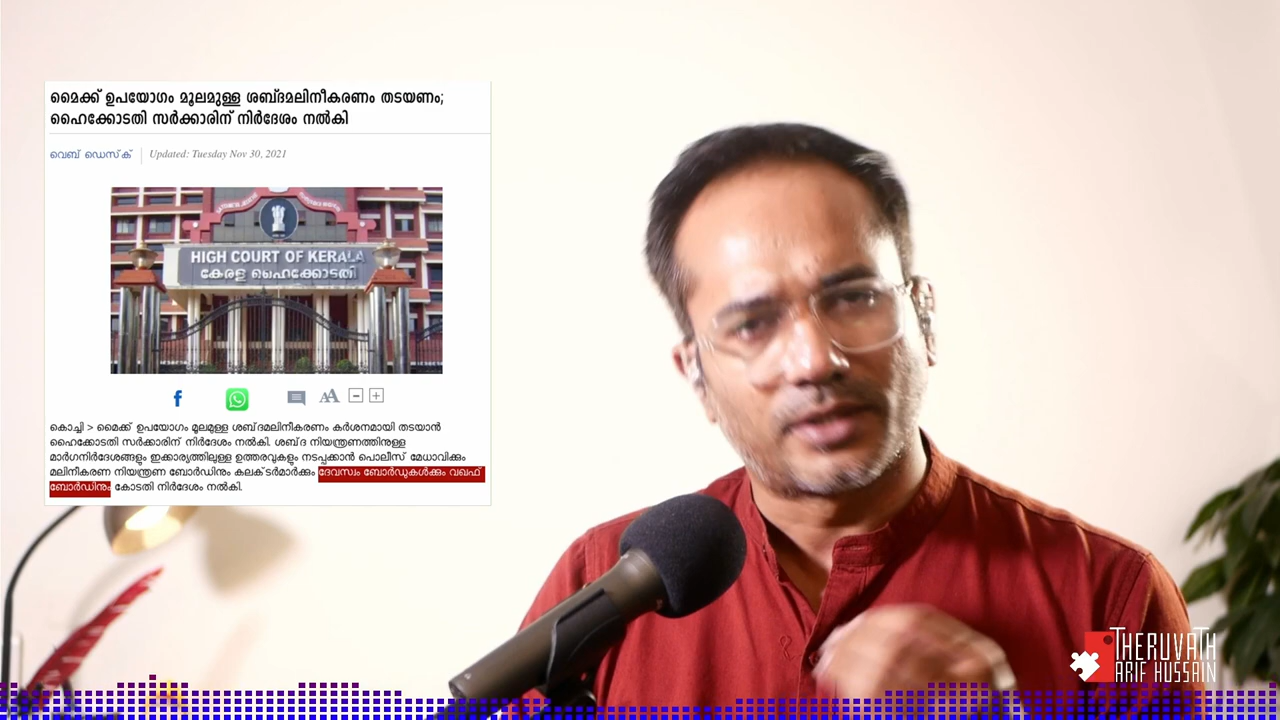 മൈക്ക് ഉപയോഗം മൂലമുള്ള ശബ്ദമലിനീകരണം തടയണം;
ഹൈക്കോടതി സർക്കാരിന് നിർദേശം നൽകി
വെബ് ഡെസ്ക്
Updated: Tuesday Nov 30, 2021
HIGH COURT OF KERALA
കേരള ഹൈക്കോടതി
AA
കൊച്ചി > മൈക്ക് ഉപയോഗം മൂലമുള്ള ശബ്ദമലിനീകരണം കർശനമായി തടയാൻ
ഹൈക്കോടതി സർക്കാരിന് നിർദേശം നൽകി. ശബ്ദ നിയന്ത്രണത്തിനുള്ള
മാർഗനിർദേശങ്ങളും ഇക്കാര്യത്തിലുള്ള ഉത്തരവുകളും നടപ്പക്കാൻ പൊലീസ് മേധാവിക്കും
മലിനീകരണ നിയന്ത്രണ ബോർഡിനും കലക്ടർമാർക്കും ദേവസ്വം ബോർഡുകൾക്കും വഖഫ്
ബോർഡിനും കോടതി നിർദേശം നൽകി.
THERUVATH
ARIF HUSSAIN